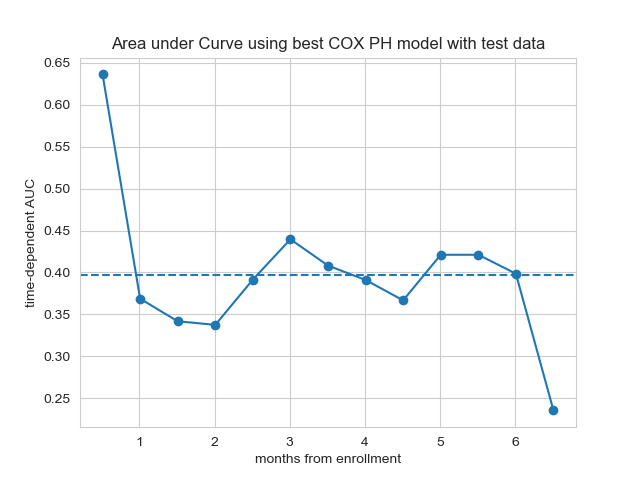 Area under Curve using best COX PH model with test data
time-dependent AUC
0.65
0.60
0.55
0.50
0.45
0.40
0.35
0.30
0.25
1 2 3 4 5 6
months from enrollment